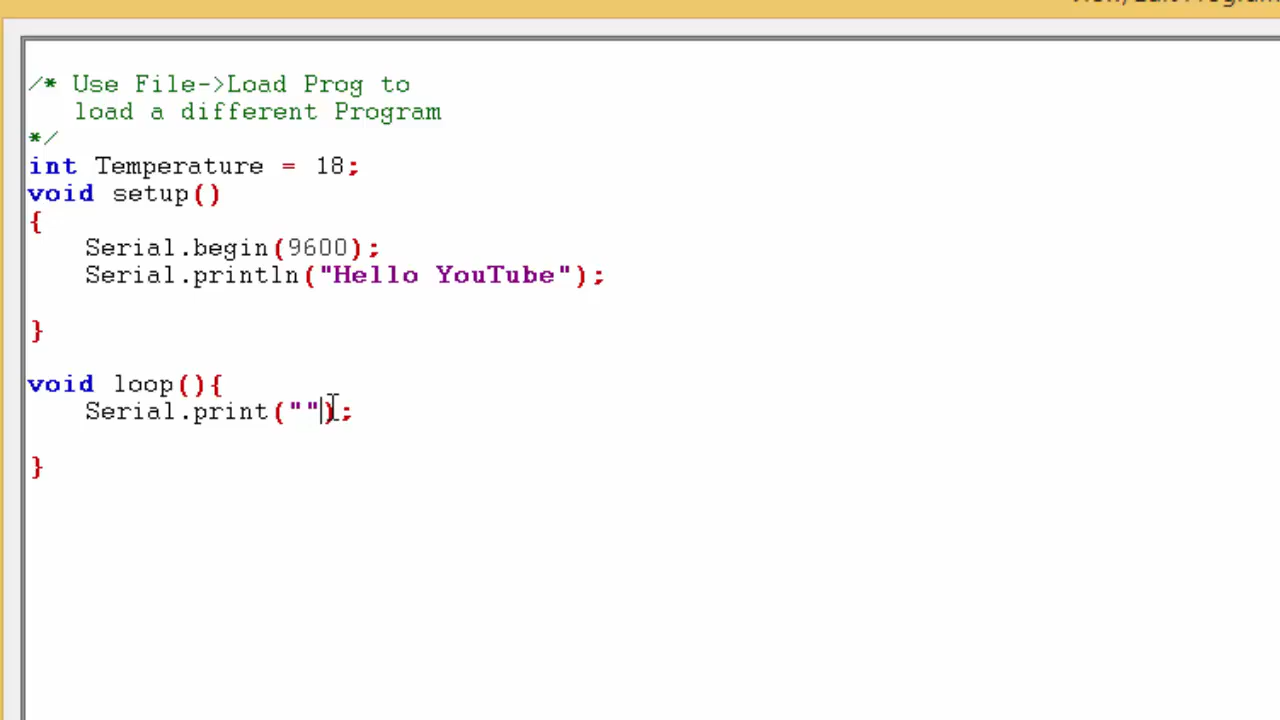 /* Use File->Load Prog to
load a different Program
*/
int Temperature = 18;
void setup()
{
Serial.begin(9600);
Serial.println("Hello YouTube");
}
void loop(){
Serial.print("");
}